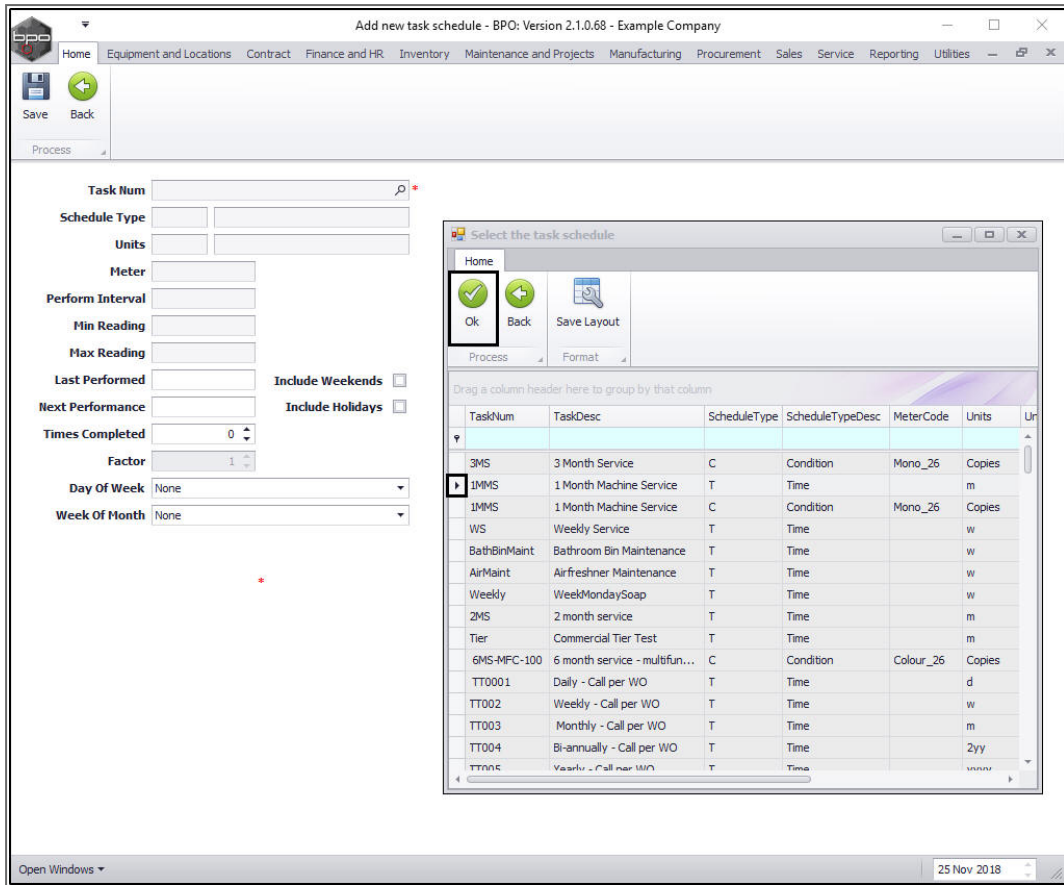 Add new task schedule - BPO: Version 2.1.0.68 - Example Company
bpo
Home Equipment and Locations Contract Finance and HR Inventory Maintenance and Projects Manufacturing Procurement Sales Service Reporting Utilities
Save Back
Process
Task Num *
Schedule Type
Units
Meter
Perform Interval
Min Reading
Max Reading
Last Performed Include Weekends
Next Performance Include Holidays
Times Completed 0
Factor 1
Day Of Week None
Week Of Month None
*
Select the task schedule
Home
Ok Back Save Layout
Process Format
Drag a column header here to group by that column
TaskNum TaskDesc ScheduleType ScheduleTypeDesc MeterCode Units Un
3MS 3 Month Service C Condition Mono_26 Copies
1MMS 1 Month Machine Service T Time m
1MMS 1 Month Machine Service C Condition Mono_26 Copies
WS Weekly Service T Time w
BathBinMaint Bathroom Bin Maintenance T Time w
AirMaint Airfreshner Maintenance T Time w
Weekly WeekMondaySoap T Time w
2MS 2 month service T Time m
Tier Commercial Tier Test T Time m
6MS-MFC-100 6 month service - multifun... C Condition Colour_26 Copies
TT0001 Daily - Call per WO T Time d
TT002 Weekly - Call per WO T Time w
TT003 Monthly - Call per WO T Time m
TT004 Bi-annually - Call per WO T Time 2yy
TT005 Yearly - Call per WO T Time yyyy
Open Windows 25 Nov 2018